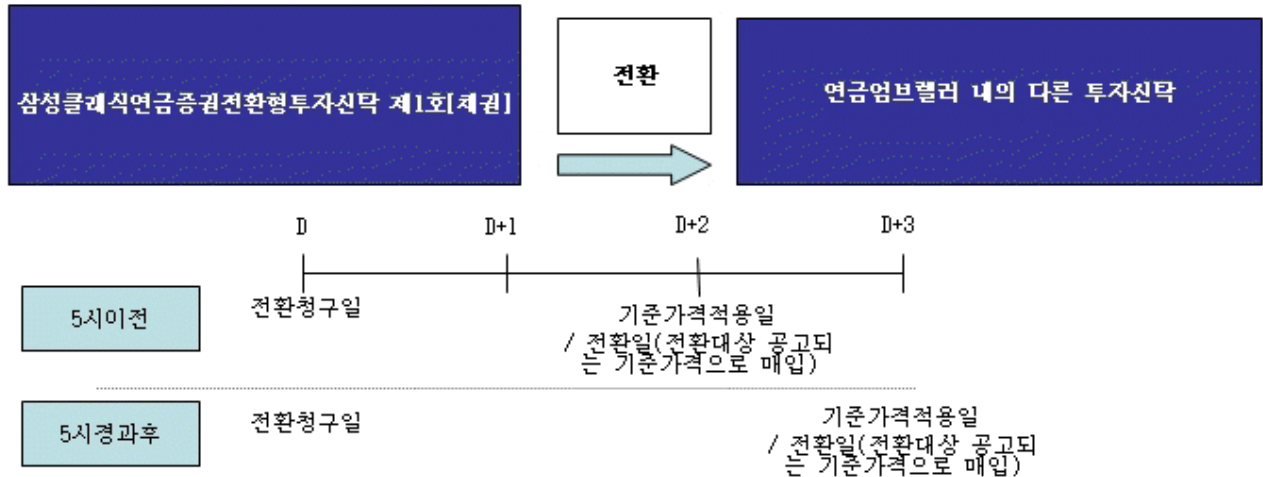 삼성클래식연금증권전환형투자신탁 제1호[채권]
전환
연금엄브렐러 내의 다른 투자신탁
D
D+1
D+2
D+3
5시이전
전환청구일
기준가격적용일
/ 전환일(전환대상 공고되
는 기준가격으로 매입)
5시경과후
전환청구일
기준가격적용일
/ 전환일(전환대상 공고되
는 기준가격으로 매입)